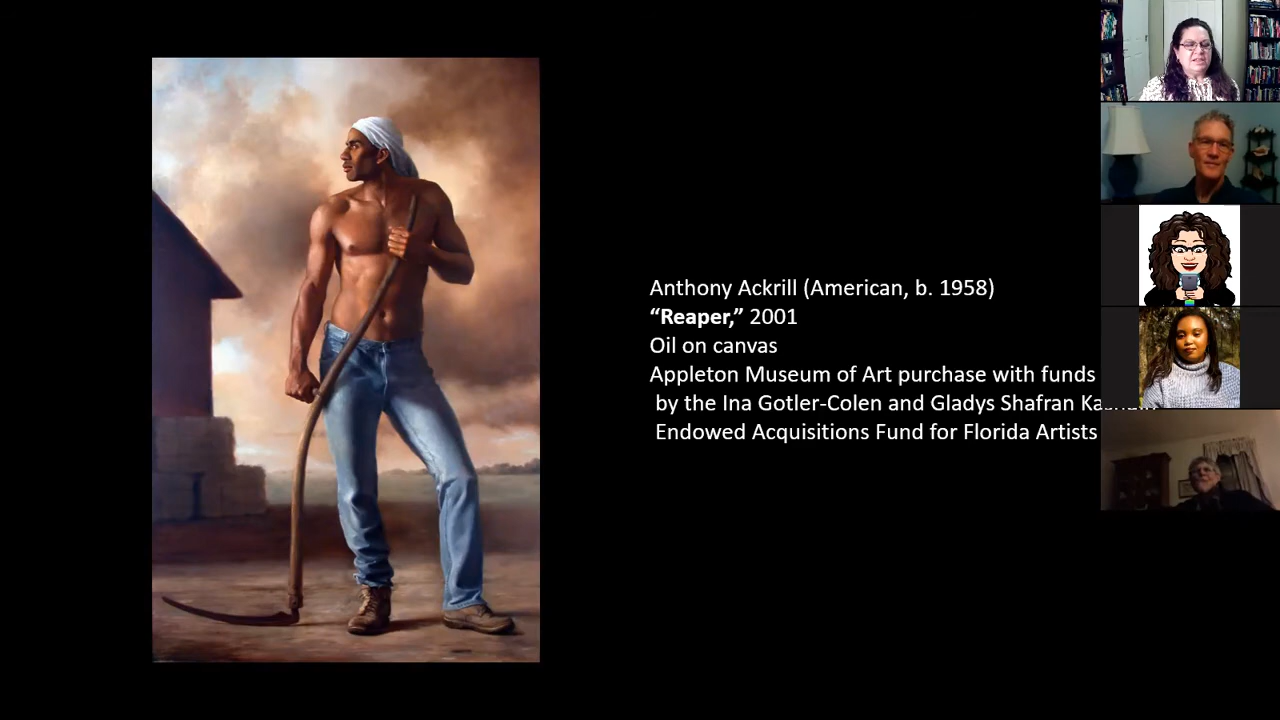 Anthony Ackrill (American, b. 1958)
“Reaper,” 2001
Oil on canvas
Appleton Museum of Art purchase with funds
by the Ina Gotler-Colen and Gladys Shafran
Endowed Acquisitions Fund for Florida Artists